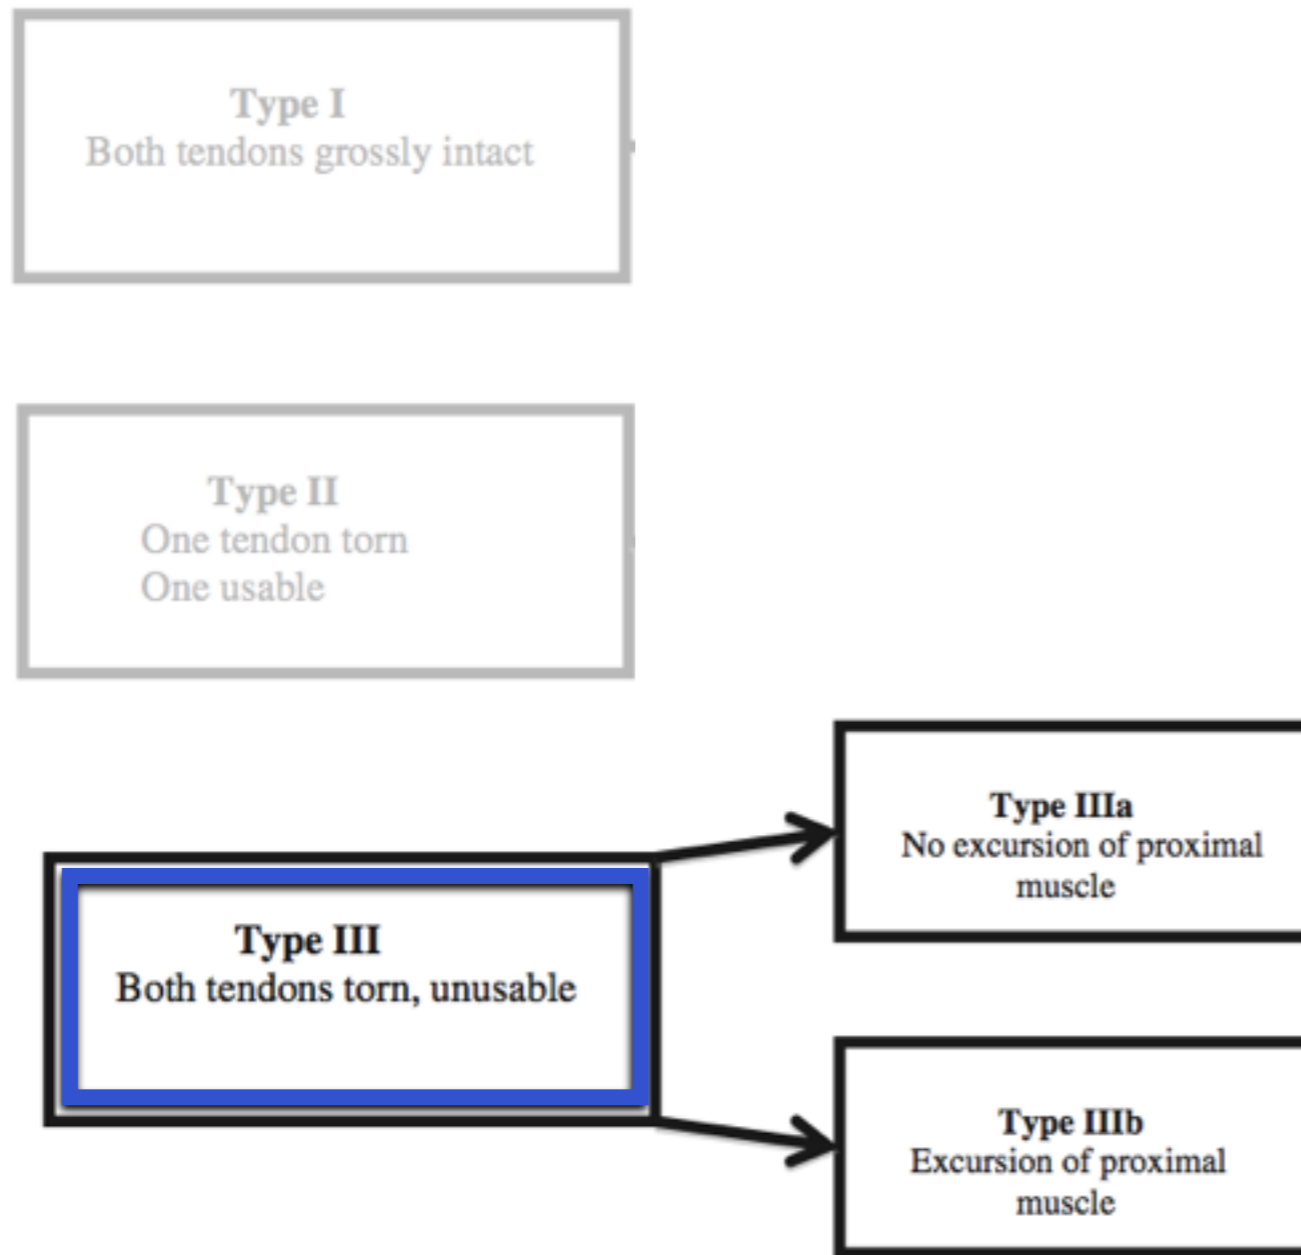 Type I
Both tendons grossly intact
Type II
One tendon torn
One usable
Type III
Both tendons torn, unusable
Type IIIa
No excursion of proximal
muscle
Type IIIb
Excursion of proximal
muscle